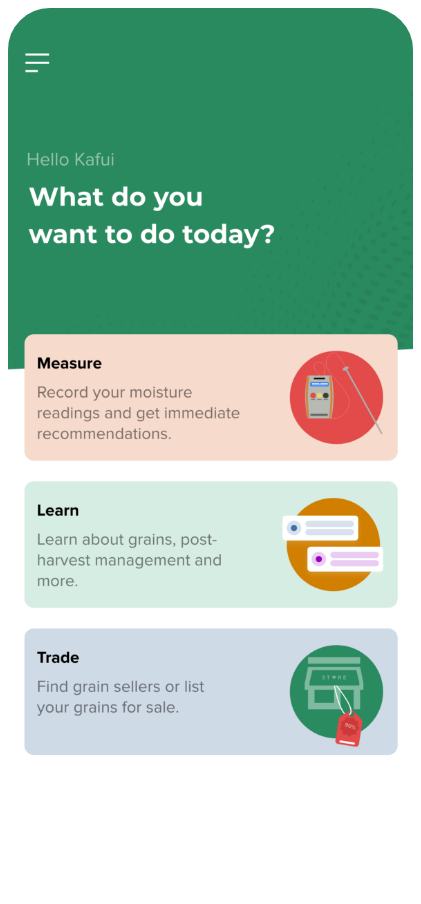 Hello Kafui
What do you
want to do today?
Measure
Record your moisture
readings and get immediate
recommendations.
Learn
Learn about grains, post-
harvest management and
more.
Trade
Find grain sellers or list
your grains for sale.
STORE